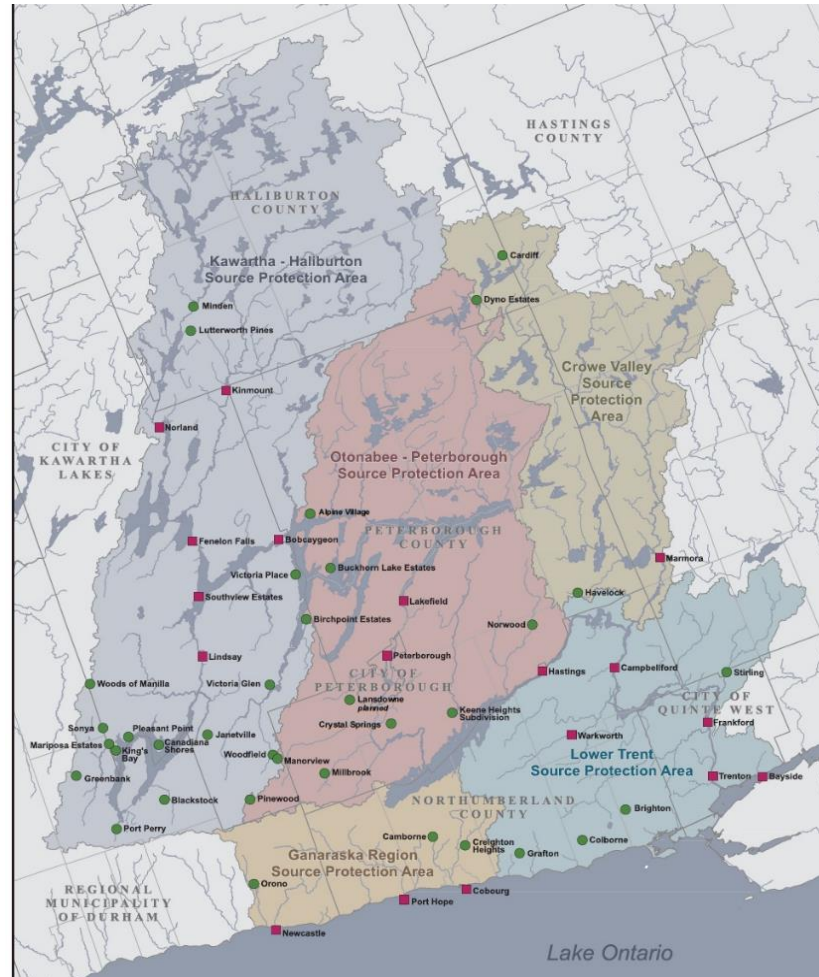 HASTINGS
COUNTY
HALIBURTON
COUNTY
Kawartha - Haliburton
Source Protection Area
Cardiff
Dyno Estates
Minden
Lutterworth Pines
Crowe Valley
Source
Protection
Area
Kinmount
Norland
CITY OF
KAWARTHA
LAKES
Otonabee - Peterborough
Source Protection Area
Alpine Village
PETERBOROUGH
COUNTY
Fenelon Falls
Bobcaygeon
Marmora
Victoria Place
Buckhorn Lake Estates
Southview Estates
Lakefield
Havelock
Birchpoint Estates
Norwood
Lindsay
Peterborough
Hastings
Campbellford
Stirling
Woods of Manilla
Victoria Glen
CITY OF
PETERBOROUGH
CITY OF
QUINTE WEST
Lansdowne
planned
Keene Heights
Subdivision
Crystal Springs
Frankford
Sonya
Pleasant Point
Janetville
Warkworth
Mariposa Estates
King's
Bay
Canadiana
Shores
Woodfield
Manorview
Lower Trent
Source Protection Area
Greenbank
Millbrook
Trenton
Bayside
Blackstock
Pinewood
NORTHUMBERLAND
COUNTY
Brighton
Port Perry
Camborne
Creighton
Heights
Colborne
Grafton
Ganaraska Region
Source Protection Area
REGIONAL
MUNICIPALITY
OF DURHAM
Orono
Cobourg
Port Hope
Newcastle
Lake Ontario